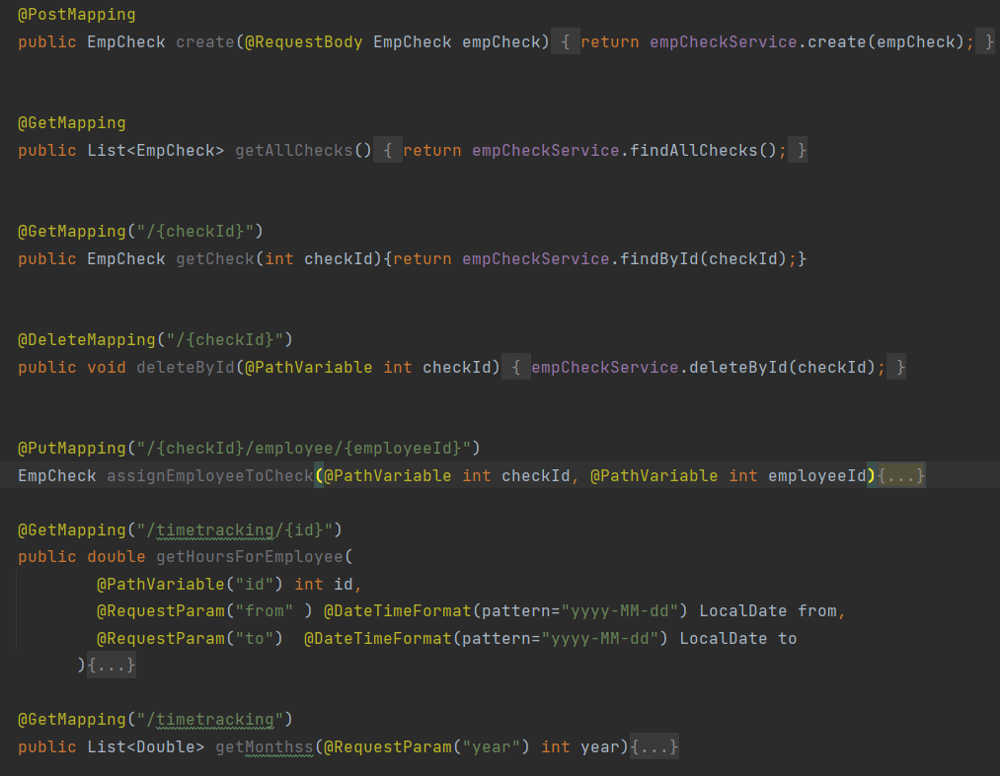 @PostMapping
public EmpCheck create(@RequestBody EmpCheck empCheck) { return empCheckService.create(empCheck); }
@GetMapping
public List<EmpCheck> getAllChecks() { return empCheckService.findAllChecks(); }
@GetMapping("/{checkId}")
public EmpCheck getCheck(int checkId){return empCheckService.findById(checkId);}
@DeleteMapping("/{checkId}")
public void deleteById(@PathVariable int checkId) { empCheckService.deleteById(checkId); }
@PutMapping("/{checkId}/employee/{employeeId}")
EmpCheck assignEmployeeToCheck(@PathVariable int checkId, @PathVariable int employeeId){...}
@GetMapping("/timetracking/{id}")
public double getHoursForEmployee(
@PathVariable("id") int id,
@RequestParam("from" ) @DateTimeFormat(pattern="yyyy-MM-dd") LocalDate from,
@RequestParam("to")  @DateTimeFormat(pattern="yyyy-MM-dd") LocalDate to
){...}
@GetMapping("/timetracking")
public List<Double> getMonthss(@RequestParam("year") int year){...}